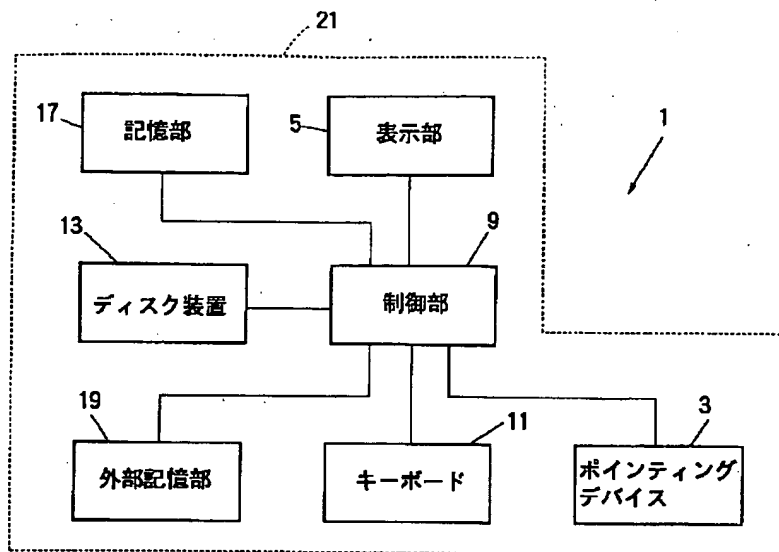 21
17
記憶部
5
表示部
1
13
ディスク装置
9
制御部
19
外部記憶部
11
キーボード
3
ポインティング
デバイス